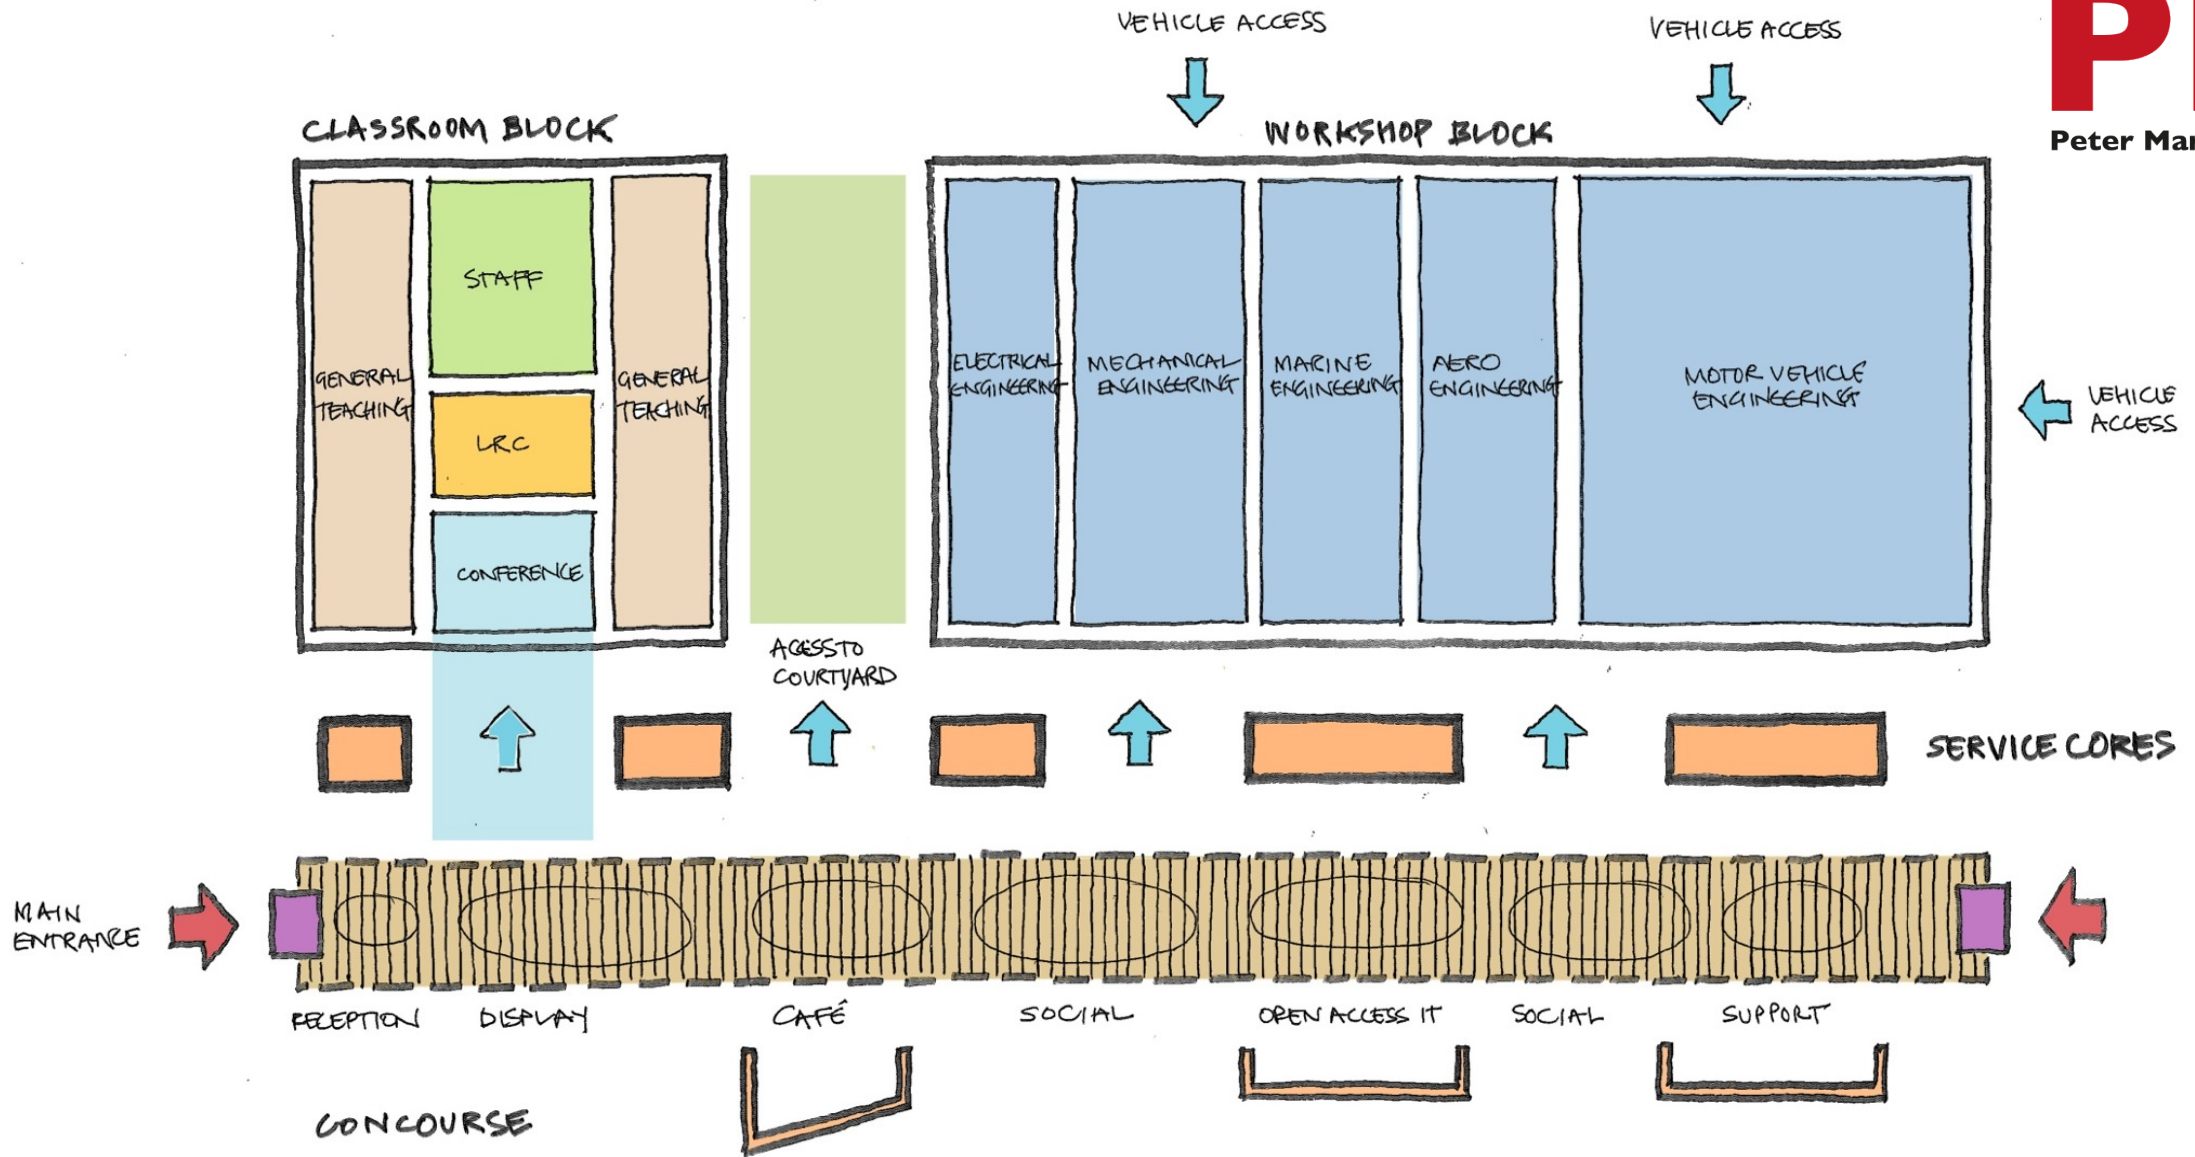 VEHICLE ACCESS
VEHICLE ACCESS
Peter Mar
CLASSROOM BLOCK
WORKSHOP BLOCK
STAFF
GENERAL
TEACHING
LRC
CONFERENCE
GENERAL
TEACHING
ELECTRICAL
ENGINEERING
MECHANICAL
ENGINEERING
MARINE
ENGINEERING
AERO
ENGINEERING
MOTOR VEHICLE
ENGINEERING
VEHICLE
ACCESS
ACCESS TO
COURTYARD
SERVICE CORES
MAIN
ENTRANCE
RECEPTION
DISPLAY
CAFÉ
SOCIAL
OPEN ACCESS IT
SOCIAL
SUPPORT
CONCOURSE